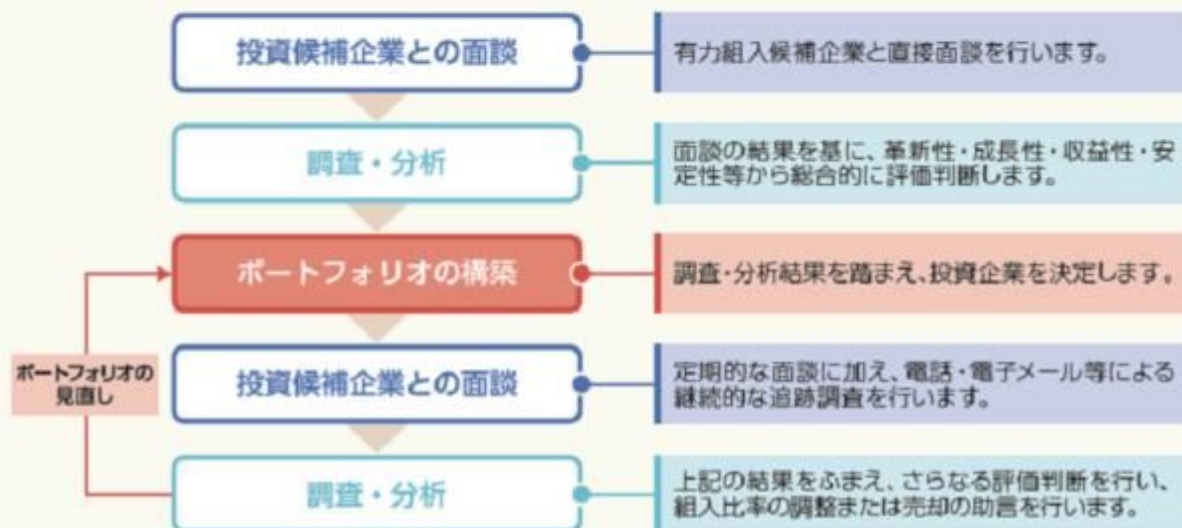 投資候補企業との面談
有力組入候補企業と直接面談を行います。
調査・分析
面談の結果を基に、革新性・成長性・収益性・安
定性等から総合的に評価判断します。
ポートフォリオの構築
調査・分析結果を踏まえ、投資企業を決定します。
ポートフォリオの
見直し
投資候補企業との面談
定期的な面談に加え、電話・電子メール等による
継続的な追跡調査を行います。
調査・分析
上記の結果をふまえ、さらなる評価判断を行い、
組入比率の調整または売却の助言を行います。